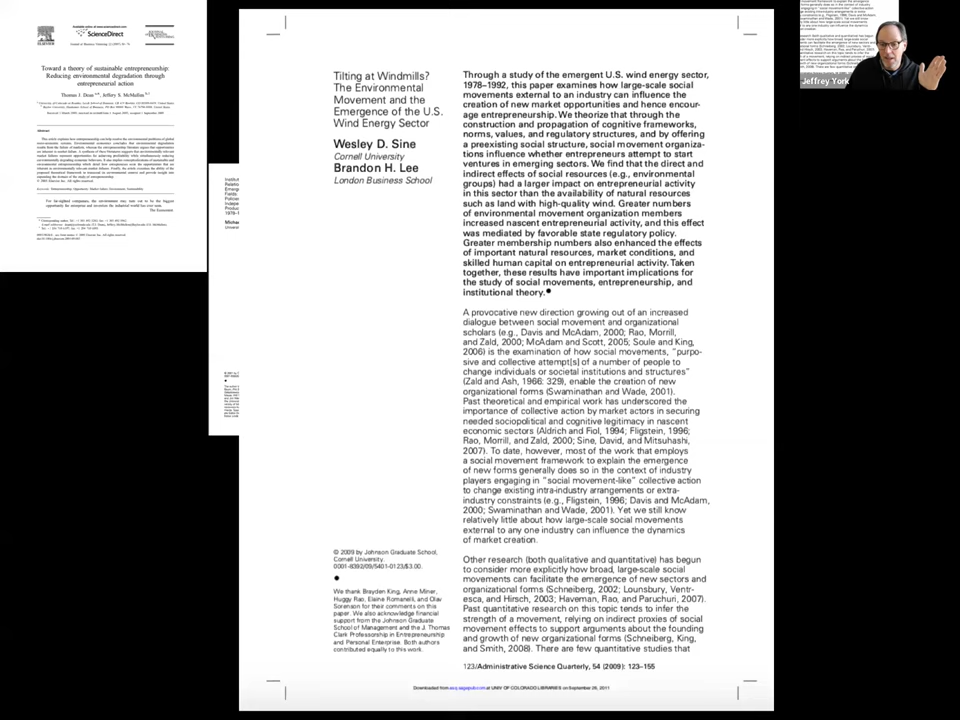 ScienceDirect
ELSEVIER
Toward a theory of sustainable entrepreneurship:
Reducing environmental degradation through
entrepreneurial action
Thomas J. Dean, Jeffery S. McMullen
Abstract
Tilting at Windmills?
The Environmental
Movement and the
Emergence of the U.S.
Wind Energy Sector
Wesley D. Sine
Cornell University
Brandon H. Lee
London Business School
© 2009 by Johnson Graduate School,
Cornell University.
0001-8392/09/5401-0123/$3.00.
●
We thank Brayden King, Anne Miner,
Huggy Rao, Elaine Romanelli, and Olav
Sorenson for their comments on this
paper. We also acknowledge financial
support from the Johnson Graduate
School of Management and the J. Thomas
Clark Professorship in Entrepreneurship
and Personal Enterprise. Both authors
contributed equally to this work.
Through a study of the emergent U.S. wind energy sector,
1978–1992, this paper examines how large-scale social
movements external to an industry can influence the
creation of new market opportunities and hence encour-
age entrepreneurship. We theorize that through the
construction and propagation of cognitive frameworks,
norms, values, and regulatory structures, and by offering
a preexisting social structure, social movement organiza-
tions influence whether entrepreneurs attempt to start
ventures in emerging sectors. We find that the direct and
indirect effects of social resources (e.g., environmental
groups) had a larger impact on entrepreneurial activity
in this sector than the availability of natural resources
such as land with high-quality wind. Greater numbers
of environmental movement organization members
increased nascent entrepreneurial activity, and this effect
was mediated by favorable state regulatory policy.
Greater membership numbers also enhanced the effects
of important natural resources, market conditions, and
skilled human capital on entrepreneurial activity. Taken
together, these results have important implications for
the study of social movements, entrepreneurship, and
institutional theory.●
A provocative new direction growing out of an increased
dialogue between social movement and organizational
scholars (e.g., Davis and McAdam, 2000; Rao, Morrill,
and Zald, 2000; McAdam and Scott, 2005; Soule and King,
2006) is the examination of how social movements, "purpo-
sive and collective attempt[s] of a number of people to
change individuals or societal institutions and structures"
(Zald and Ash, 1966: 329), enable the creation of new
organizational forms (Swaminathan and Wade, 2001).
Past theoretical and empirical work has underscored the
importance of collective action by market actors in securing
needed sociopolitical and cognitive legitimacy in nascent
economic sectors (Aldrich and Fiol, 1994; Fligstein, 1996;
Rao, Morrill, and Zald, 2000; Sine, David, and Mitsuhashi,
2007). To date, however, most of the work that employs
a social movement framework to explain the emergence
of new forms generally does so in the context of industry
players engaging in "social movement-like" collective action
to change existing intra-industry arrangements or extra-
industry constraints (e.g., Fligstein, 1996; Davis and McAdam,
2000; Swaminathan and Wade, 2001). Yet we still know
relatively little about how large-scale social movements
external to any one industry can influence the dynamics
of market creation.
Other research (both qualitative and quantitative) has begun
to consider more explicitly how broad, large-scale social
movements can facilitate the emergence of new sectors and
organizational forms (Schneiberg, 2002; Lounsbury, Ventr-
esca, and Hirsch, 2003; Haveman, Rao, and Paruchuri, 2007).
Past quantitative research on this topic tends to infer the
strength of a movement, relying on indirect proxies of social
movement effects to support arguments about the founding
and growth of new organizational forms (Schneiberg, King,
and Smith, 2008). There are few quantitative studies that
123/Administrative Science Quarterly, 54 (2009): 123–155
Downloaded from asq.sagepub.com at UNIV OF COLORADO LIBRARIES on September 26, 2011
Jeffrey York